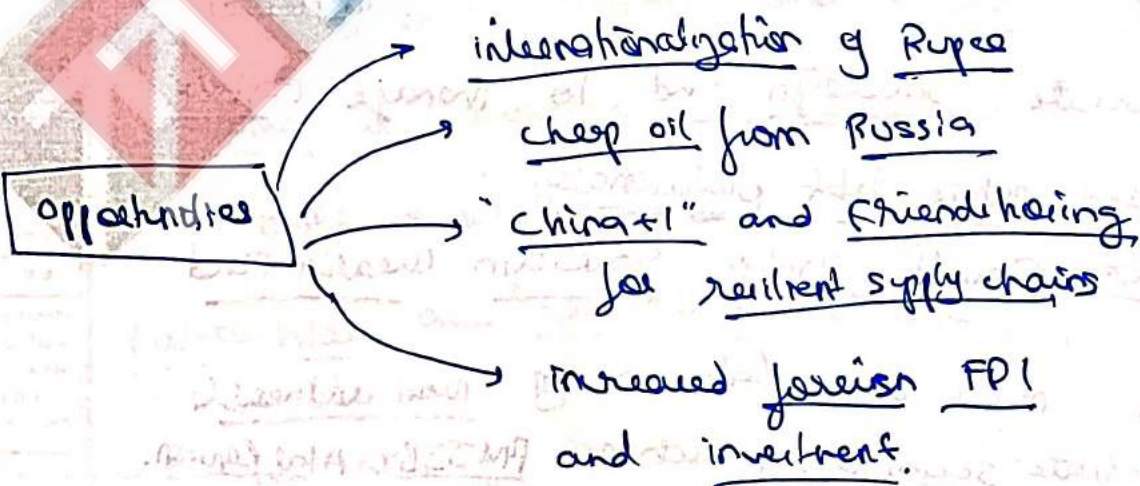 opportunities
internationalization of Rupee
cheap oil from Russia
"China+1" and Friendshoring
for resilient supply chains
increased foreign FPI
and investment.